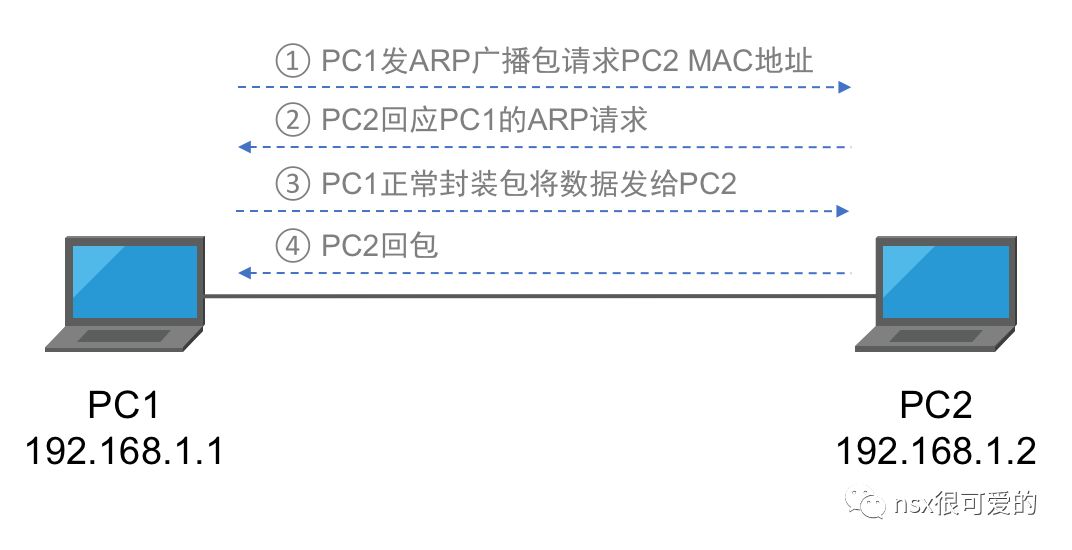 ① PC1发ARP广播包请求PC2 MAC地址
② PC2回应PC1的ARP请求
③ PC1正常封装包将数据发给PC2
④ PC2回包
PC1
192.168.1.1
PC2
192.168.1.2
nsx很可爱的